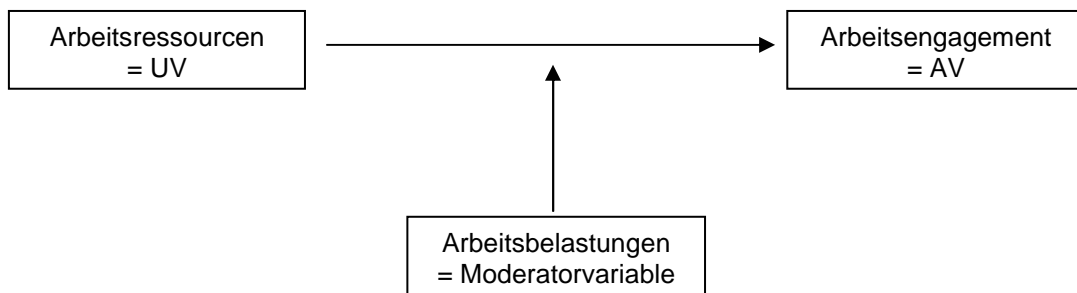 Arbeitsressourcen
= UV
Arbeitsengagement
= AV
Arbeitsbelastungen
= Moderatorvariable